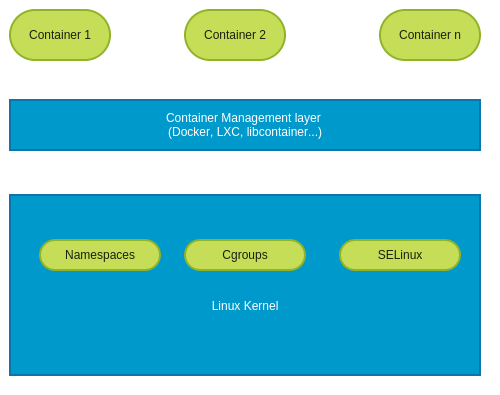 Container 1
Container 2
Container n
Container Management layer
(Docker, LXC, libcontainer...)
Namespaces
Cgroups
SELinux
Linux Kernel